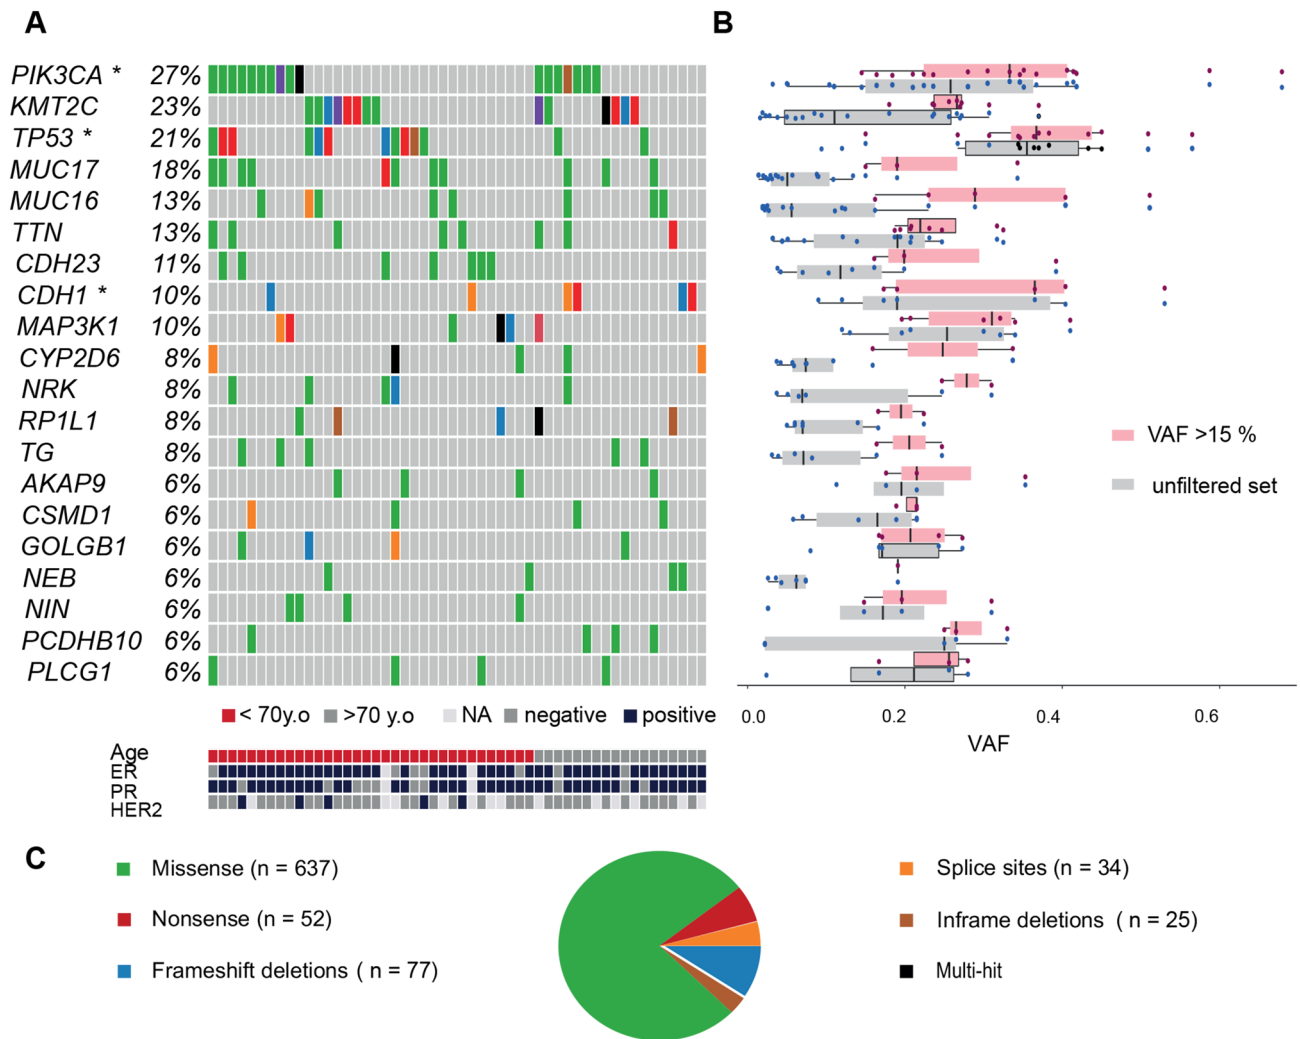 A
B
PIK3CA * 27%
KMT2C 23%
TP53 * 21%
MUC17 18%
MUC16 13%
TTN 13%
CDH23 11%
CDH1 * 10%
MAP3K1 10%
CYP2D6 8%
NRK 8%
RP1L1 8%
TG 8%
AKAP9 6%
CSMD1 6%
GOLGB1 6%
NEB 6%
NIN 6%
PCDHB10 6%
PLCG1 6%
VAF >15 %
unfiltered set
0.0 0.2 0.4 0.6
VAF
< 70y.o >70 y.o NA negative positive
Age
ER
PR
HER2
C
Missense (n = 637)
Nonsense (n = 52)
Frameshift deletions ( n = 77)
Splice sites (n = 34)
Inframe deletions ( n = 25)
Multi-hit